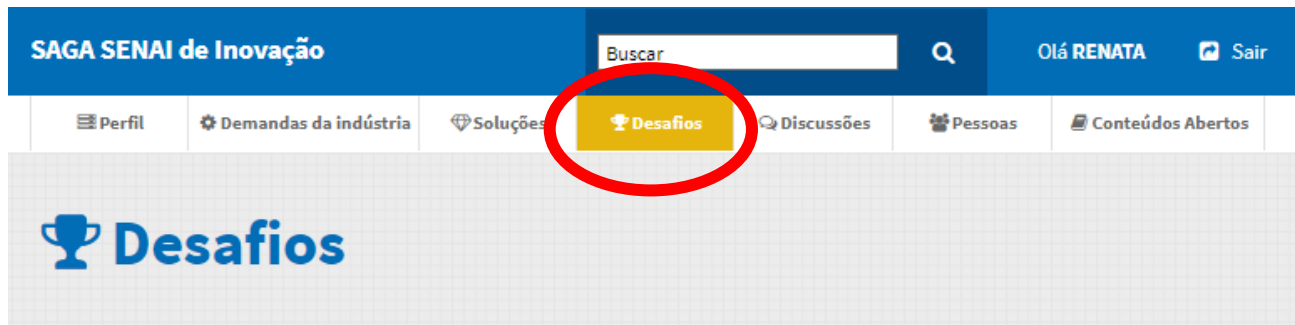 SAGA SENAI de Inovação Buscar Olá RENATA Sair
Perfil Demandas da indústria Soluções Desafios Discussões Pessoas Conteúdos Abertos
Desafios